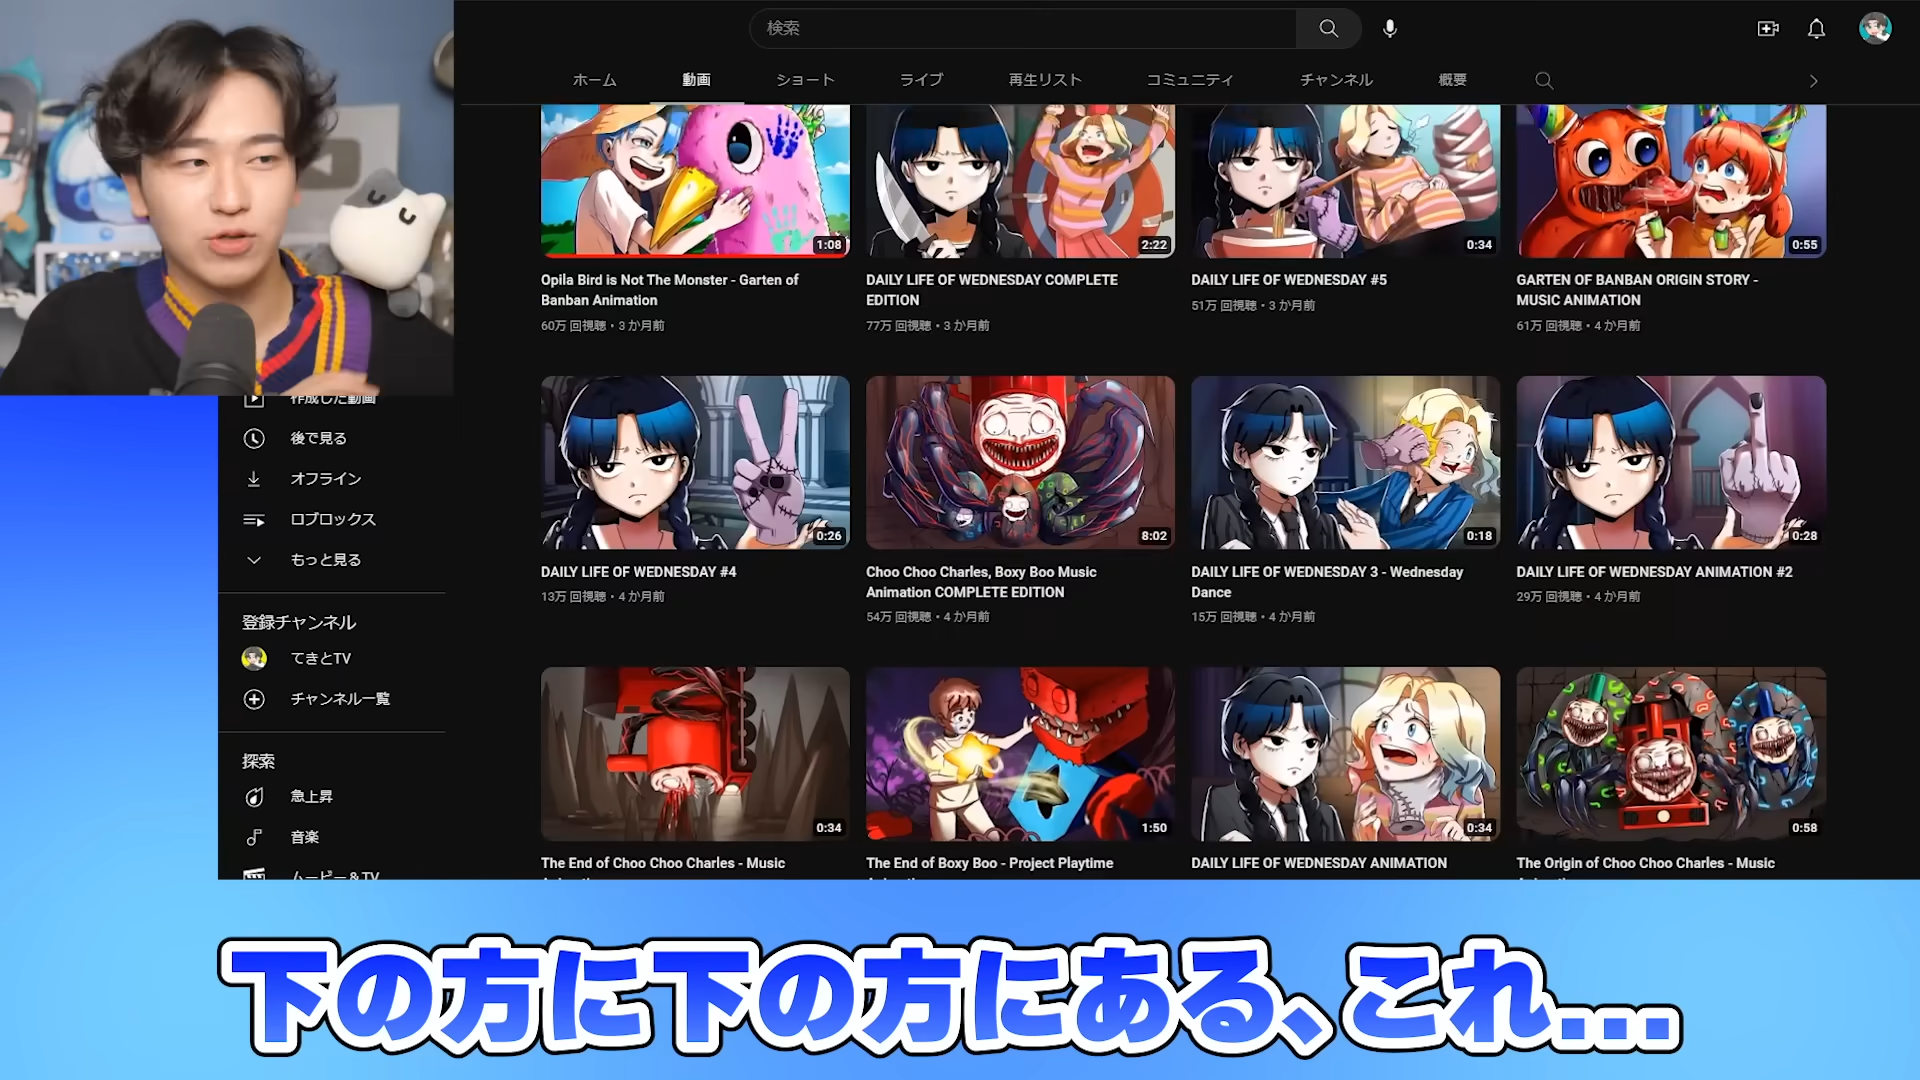 検索
ホーム 動画 ショート ライブ 再生リスト コミュニティ チャンネル 概要
1:08
2:22
0:34
0:55
Opila Bird is Not The Monster - Garten of
Banban Animation
60万 回視聴・3 か月前
DAILY LIFE OF WEDNESDAY COMPLETE
EDITION
77万 回視聴・3 か月前
DAILY LIFE OF WEDNESDAY #5
51万 回視聴・3 か月前
GARTEN OF BANBAN ORIGIN STORY -
MUSIC ANIMATION
61万 回視聴・4 か月前
作成した動画
後で見る
オフライン
ロブロックス
もっと見る
登録チャンネル
てきとTV
チャンネル一覧
探索
急上昇
音楽
ムービー＆TV
0:26
8:02
0:18
0:28
DAILY LIFE OF WEDNESDAY #4
13万 回視聴・4 か月前
Choo Choo Charles, Boxy Boo Music
Animation COMPLETE EDITION
54万 回視聴・4 か月前
DAILY LIFE OF WEDNESDAY 3 - Wednesday
Dance
15万 回視聴・4 か月前
DAILY LIFE OF WEDNESDAY ANIMATION #2
29万 回視聴・4 か月前
0:34
1:50
0:34
0:58
The End of Choo Choo Charles - Music
The End of Boxy Boo - Project Playtime
DAILY LIFE OF WEDNESDAY ANIMATION
The Origin of Choo Choo Charles - Music
下の方に下の方にある、これ...